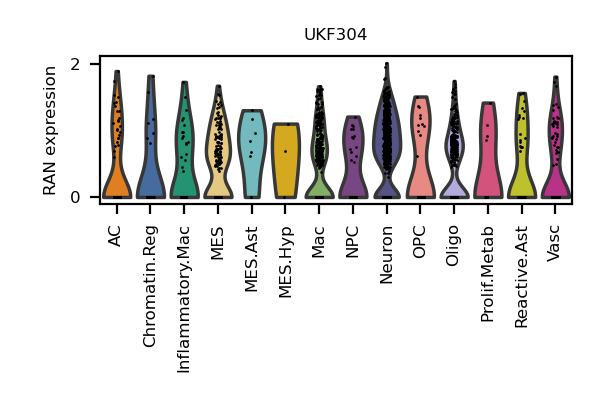 UKF304
RAN expression
2
0
AC
Chromatin.Reg
Inflammatory.Mac
MES
MES.Ast
MES.Hyp
Mac
NPC
Neuron
OPC
Oligo
Prolif.Metab
Reactive.Ast
Vasc